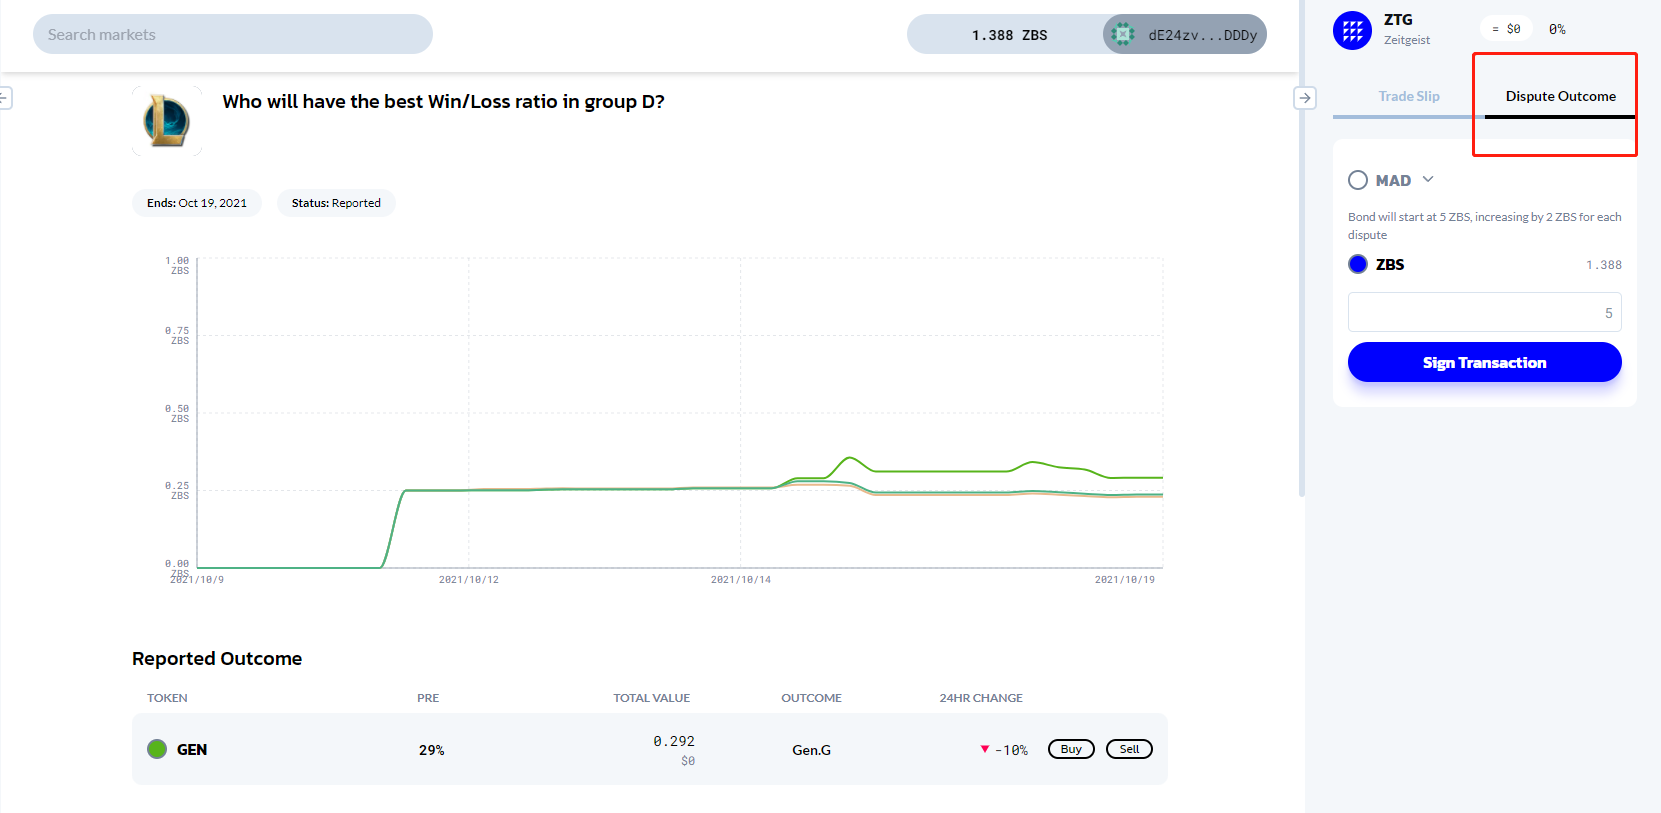 Search markets
1.388 ZBS
dE24zv...DDDy
Who will have the best Win/Loss ratio in group D?
Ends: Oct 19, 2021
Status: Reported
1.00
ZBS
0.75
ZBS
0.50
ZBS
0.25
ZBS
0.00
ZBS
2021/10/9
2021/10/12
2021/10/14
2021/10/19
Reported Outcome
TOKEN PRE TOTAL VALUE OUTCOME 24HR CHANGE
GEN 29% 0.292 Gen.G -10% Buy Sell
$0
ZTG
Zeitgeist
= $0
0%
Trade Slip
Dispute Outcome
MAD
Bond will start at 5 ZBS, increasing by 2 ZBS for each
dispute
ZBS 1.388
5
Sign Transaction